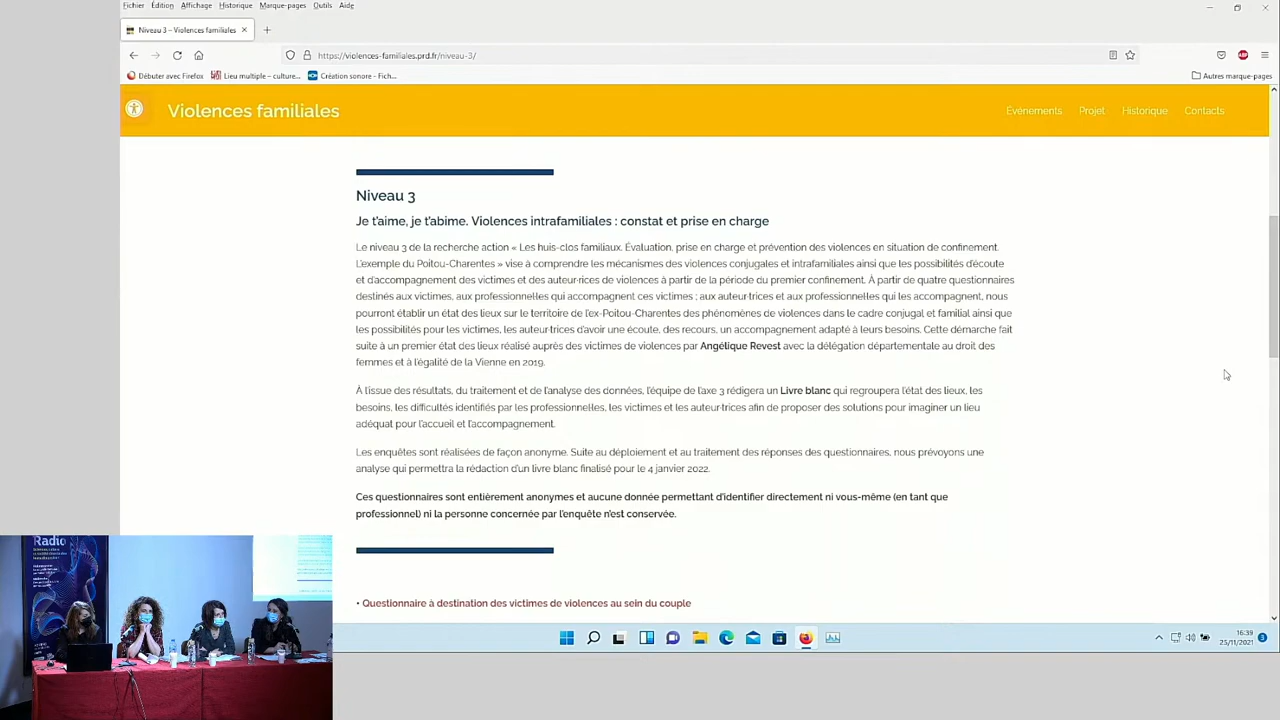 Fichier Édition Affichage Historique Marque-pages Outils Aide
Niveau 3 – Violences familiales
https://violences-familiales.prd.fr/niveau-3/
Débuter avec Firefox Lieu multiple – culture... Création sonore - Fich... Autres marque-pages
Violences familiales
Événements Projet Historique Contacts
Niveau 3
Je t'aime, je t'abime. Violences intrafamiliales : constat et prise en charge
Le niveau 3 de la recherche action « Les huis-clos familiaux. Évaluation, prise en charge et prévention des violences en situation de confinement.
L'exemple du Poitou-Charentes » vise à comprendre les mécanismes des violences conjugales et intrafamiliales ainsi que les possibilités d'écoute
et d'accompagnement des victimes et des auteur·rices de violences à partir de la période du premier confinement. À partir de quatre questionnaires
destinés aux victimes, aux professionnel·les qui accompagnent ces victimes ; aux auteur·trices et aux professionnel·les qui les accompagnent, nous
pourront établir un état des lieux sur le territoire de l'ex-Poitou-Charentes des phénomènes de violences dans le cadre conjugal et familial ainsi que
les possibilités pour les victimes, les auteur·trices d'avoir une écoute, des recours, un accompagnement adapté à leurs besoins. Cette démarche fait
suite à un premier état des lieux réalisé auprès des victimes de violences par Angélique Revest avec la délégation départementale au droit des
femmes et à l'égalité de la Vienne en 2019.
À l'issue des résultats, du traitement et de l'analyse des données, l'équipe de l'axe 3 rédigera un Livre blanc qui regroupera l'état des lieux, les
besoins, les difficultés identifiés par les professionnel·les, les victimes et les auteur·trices afin de proposer des solutions pour imaginer un lieu
adéquat pour l'accueil et l'accompagnement.
Les enquêtes sont réalisées de façon anonyme. Suite au déploiement et au traitement des réponses des questionnaires, nous prévoyons une
analyse qui permettra la rédaction d'un livre blanc finalisé pour le 4 janvier 2022.
Ces questionnaires sont entièrement anonymes et aucune donnée permettant d'identifier directement ni vous-même (en tant que
professionnel) ni la personne concernée par l'enquête n'est conservée.
• Questionnaire à destination des victimes de violences au sein du couple
Radio
16:39
25/11/2021
3